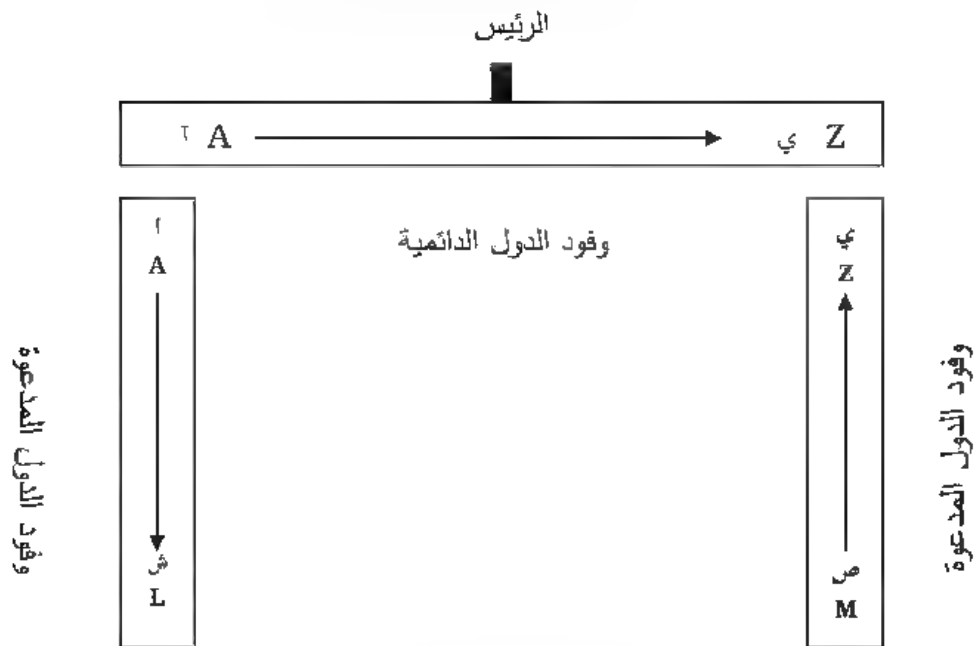 الرئيس
أ A
ي Z
أ
A
ي
Z
وفود الدول الدائمية
وفود الدول المدعوة
وفود الدول المدعوة
L
ص
M